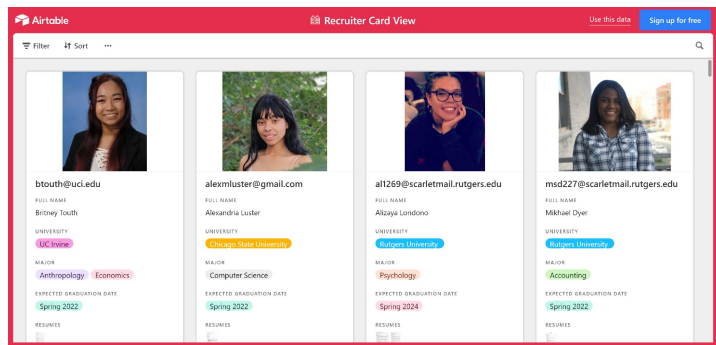 Airtable
Recruiter Card View
Use this data
Sign up for free
Filter
Sort
btouth@uci.edu
FULL NAME
Britney Touth
UNIVERSITY
UC Irvine
MAJOR
Anthropology Economics
EXPECTED GRADUATION DATE
Spring 2022
RESUMES
alexmluster@gmail.com
FULL NAME
Alexandria Luster
UNIVERSITY
Chicago State University
MAJOR
Computer Science
EXPECTED GRADUATION DATE
Spring 2022
RESUMES
al1269@scarletmail.rutgers.edu
FULL NAME
Alizaya Londono
UNIVERSITY
Rutgers University
MAJOR
Psychology
EXPECTED GRADUATION DATE
Spring 2024
RESUMES
msd227@scarletmail.rutgers.edu
FULL NAME
Mikhael Dyer
UNIVERSITY
Rutgers University
MAJOR
Accounting
EXPECTED GRADUATION DATE
Spring 2022
RESUMES